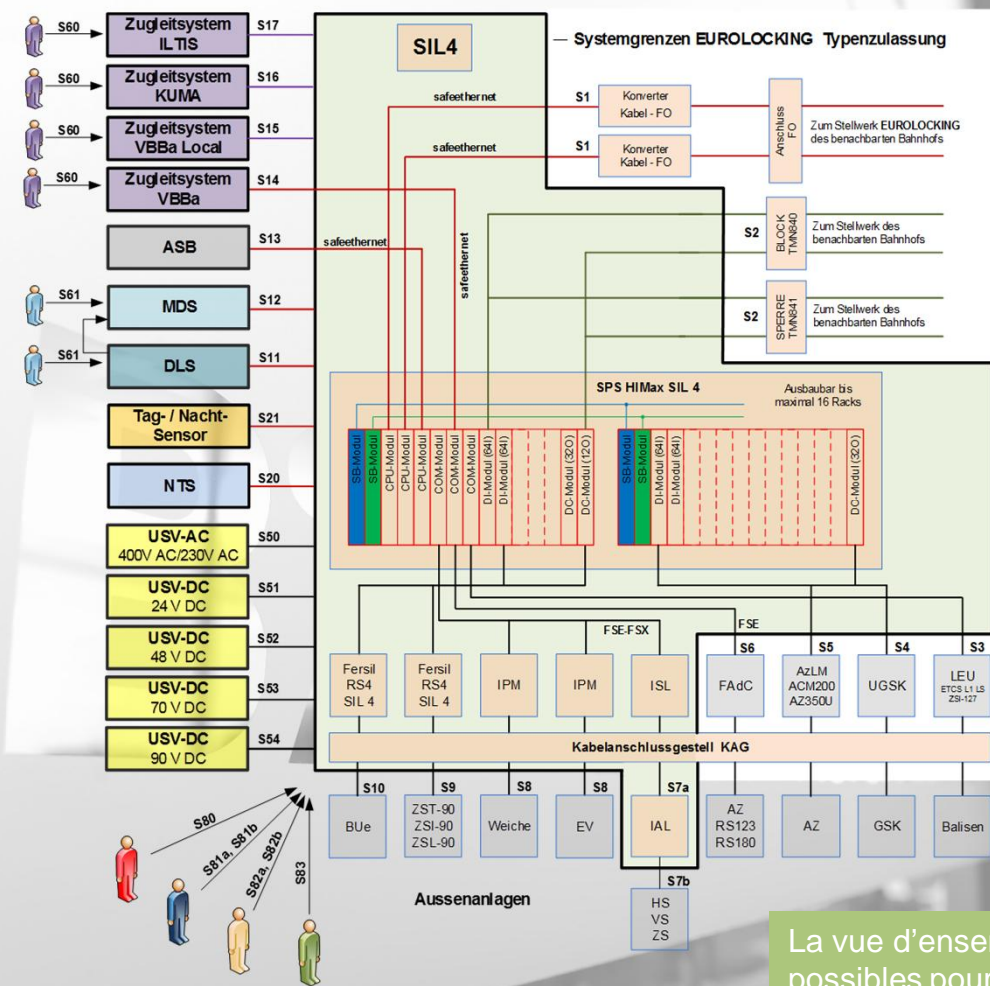 S60
Zugleitsystem
ILTIS
S17
S60
Zugleitsystem
KUMA
S16
S60
Zugleitsystem
VBBa Local
S15
S60
Zugleitsystem
VBBa
S14
ASB
S13
S61
MDS
S12
S61
DLS
S11
Tag- / Nacht-
Sensor
S21
NTS
S20
USV-AC
400V AC/230V AC
S50
USV-DC
24 V DC
S51
USV-DC
48 V DC
S52
USV-DC
70 V DC
S53
USV-DC
90 V DC
S54
SIL4
— Systemgrenzen EUROLOCKING Typenzulassung
safeethernet
S1
Konverter
Kabel - FO
safeethernet
S1
Konverter
Kabel - FO
Anschluss
FO
Zum Stellwerk EUROLOCKING
des benachbarten Bahnhofs
safeethernet
safeethernet
S2
BLOCK
TMN840
Zum Stellwerk des
benachbarten Bahnhofs
S2
SPERRE
TMN841
Zum Stellwerk des
benachbarten Bahnhofs
SPS HIMax SIL 4
Ausbaubar bis
maximal 16 Racks
SB-Modul
SB-Modul
CPU-Modul
CPU-Modul
CPU-Modul
COM-Modul
COM-Modul
COM-Modul
DI-Modul (64I)
DI-Modul (64I)
DC-Modul (32O)
DC-Modul (12O)
SB-Modul
SB-Modul
DI-Modul (64I)
DI-Modul (64I)
DC-Modul (32O)
FSE-FSX
FSE
Fersil
RS4
SIL 4
Fersil
RS4
SIL 4
IPM
IPM
ISL
S6
FAdC
S5
AzLM
ACM200
AZ350U
S4
UGSK
S3
LEU
ETCS L1 LS
ZSI-127
Kabelanschlussgestell KAG
S10
BUe
S9
ZST-90
ZSI-90
ZSL-90
S8
Weiche
S8
EV
S7a
IAL
AZ
RS123
RS180
AZ
GSK
Balisen
S7b
HS
VS
ZS
S80
S81a, S81b
S82a, S82b
S83
Aussenanlagen
La vue d'ense
possibles pour